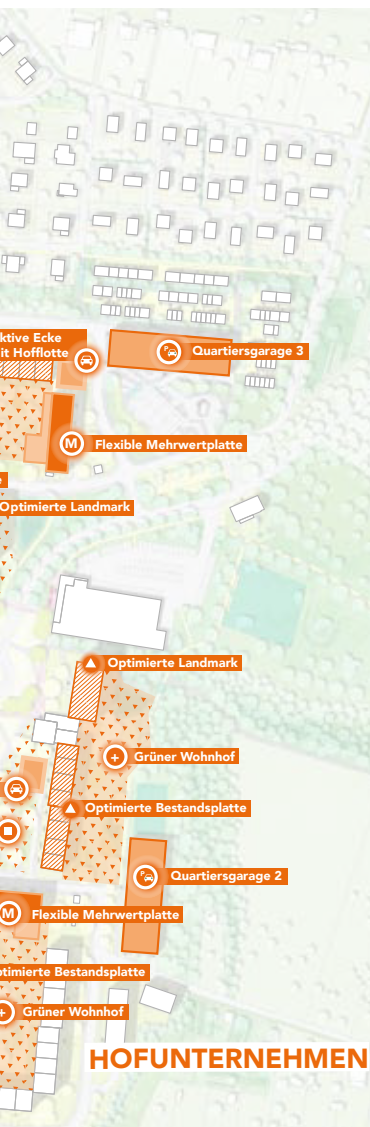 ktive Ecke
it Hofflotte
Quartiersgarage 3
M
Flexible Mehrwertplatte
e
Optimierte Landmark
Optimierte Landmark
Grüner Wohnhof
Optimierte Bestandsplatte
P
Quartiersgarage 2
M
Flexible Mehrwertplatte
ptimierte Bestandsplatte
Grüner Wohnhof
HOFUNTERNEHMEN